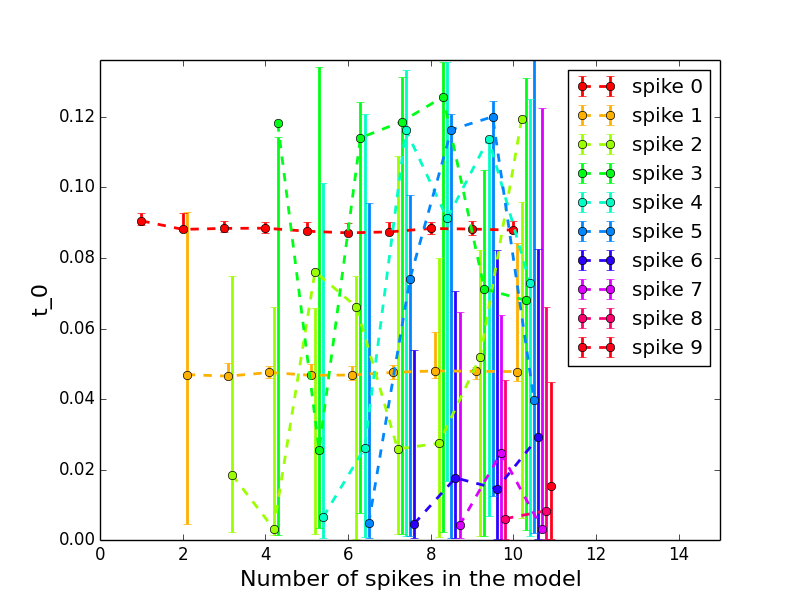 0.12
0.10
0.08
0.06
0.04
0.02
0.00
t_0
0 2 4 6 8 10 12 14
Number of spikes in the model
spike 0
spike 1
spike 2
spike 3
spike 4
spike 5
spike 6
spike 7
spike 8
spike 9